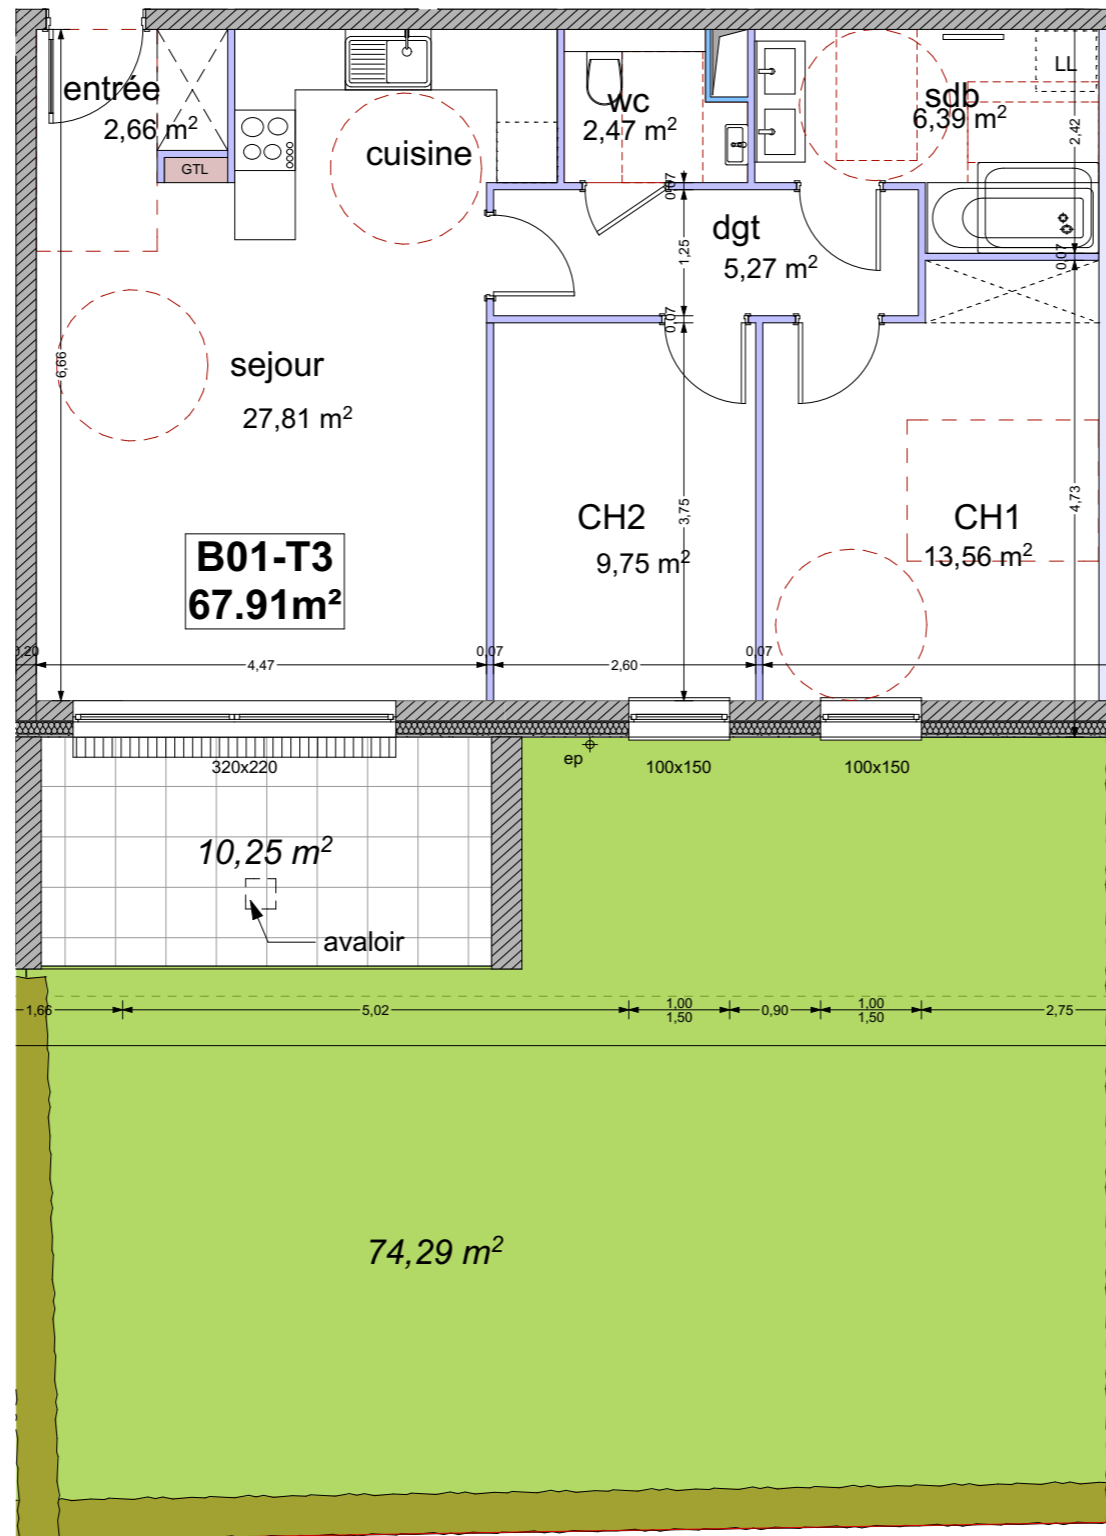 entrée
2,66 m²
GTL
cuisine
wc
2,47 m²
sdb
6,39 m²
LL
2,42
0,07
dgt
5,27 m²
1,25
0,07
0,07
sejour
27,81 m²
6,66
CH2
9,75 m²
3,75
CH1
13,56 m²
4,73
B01-T3
67.91m²
0,20
4,47
0,07
2,60
0,07
320x220
ep
100x150
100x150
10,25 m²
avaloir
1,66
5,02
1,00
1,50
0,90
1,00
1,50
2,75
74,29 m²